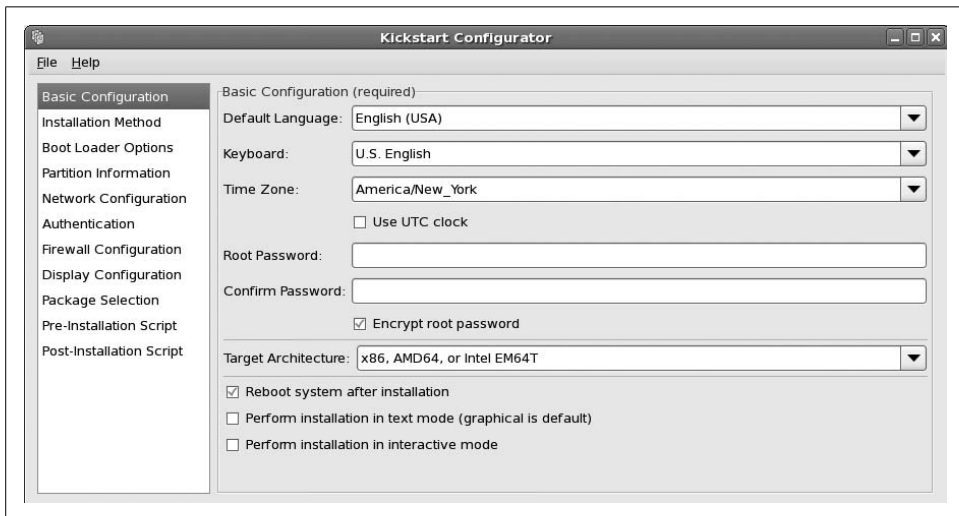 Kickstart Configurator
File Help
Basic Configuration
Installation Method
Boot Loader Options
Partition Information
Network Configuration
Authentication
Firewall Configuration
Display Configuration
Package Selection
Pre-Installation Script
Post-Installation Script
Basic Configuration (required)
Default Language: English (USA)
Keyboard: U.S. English
Time Zone: America/New_York
Use UTC clock
Root Password:
Confirm Password:
Encrypt root password
Target Architecture: x86, AMD64, or Intel EM64T
Reboot system after installation
Perform installation in text mode (graphical is default)
Perform installation in interactive mode